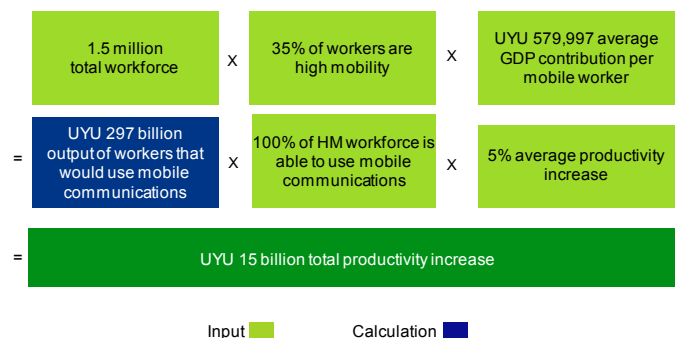 1.5 million
total workforce
X
35% of workers are
high mobility
X
UYU 579,997 average
GDP contribution per
mobile worker
=
UYU 297 billion
output of workers that
would use mobile
communications
X
100% of HM workforce is
able to use mobile
communications
X
5% average productivity
increase
=
UYU 15 billion total productivity increase
Input
Calculation